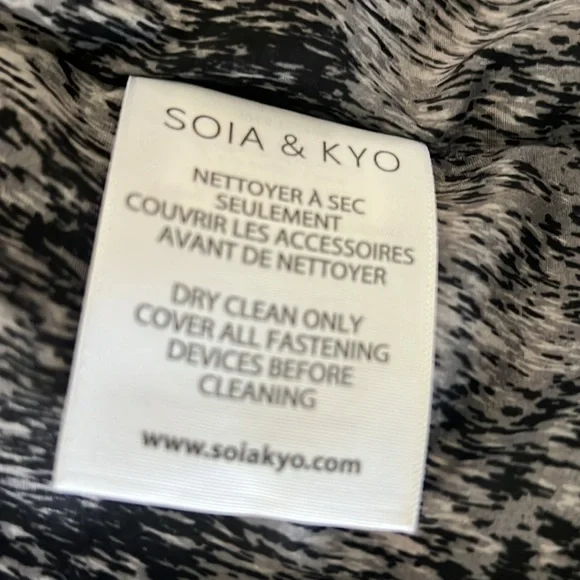 SOIA & KYO
NETTOYER À SEC
SEULEMENT
COUVRIR LES ACCESSOIRES
AVANT DE NETTOYER
DRY CLEAN ONLY
COVER ALL FASTENING
DEVICES BEFORE
CLEANING
www.soiakyo.com